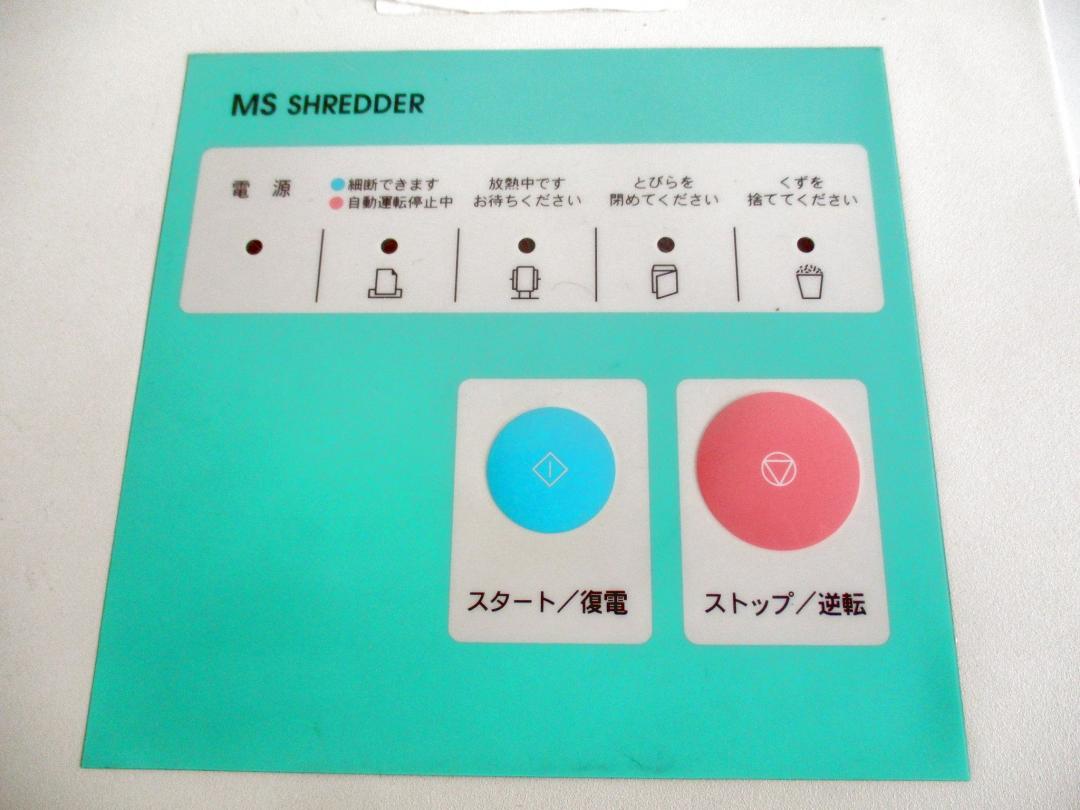 MS SHREDDER
電源
細断できます
自動運転停止中
放熱中です
お待ちください
とびらを
閉めてください
くずを
捨ててください
スタート／復電
ストップ／逆転